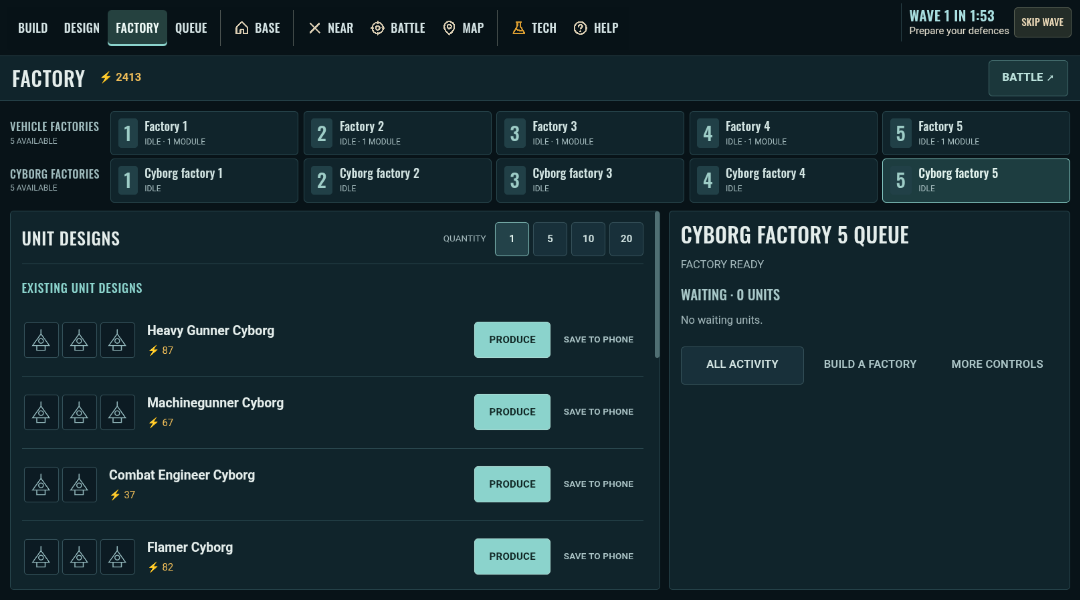 BUILD DESIGN FACTORY QUEUE BASE NEAR BATTLE MAP TECH HELP
WAVE 1 IN 1:53
Prepare your defences
SKIP WAVE
FACTORY ⚡ 2413
BATTLE ↗
VEHICLE FACTORIES
5 AVAILABLE
1 Factory 1
IDLE · 1 MODULE
2 Factory 2
IDLE · 1 MODULE
3 Factory 3
IDLE · 1 MODULE
4 Factory 4
IDLE · 1 MODULE
5 Factory 5
IDLE · 1 MODULE
CYBORG FACTORIES
5 AVAILABLE
1 Cyborg factory 1
IDLE
2 Cyborg factory 2
IDLE
3 Cyborg factory 3
IDLE
4 Cyborg factory 4
IDLE
5 Cyborg factory 5
IDLE
UNIT DESIGNS
QUANTITY 1 5 10 20
EXISTING UNIT DESIGNS
Heavy Gunner Cyborg
⚡ 87
PRODUCE SAVE TO PHONE
Machinegunner Cyborg
⚡ 67
PRODUCE SAVE TO PHONE
Combat Engineer Cyborg
⚡ 37
PRODUCE SAVE TO PHONE
Flamer Cyborg
⚡ 82
PRODUCE SAVE TO PHONE
CYBORG FACTORY 5 QUEUE
FACTORY READY
WAITING · 0 UNITS
No waiting units.
ALL ACTIVITY BUILD A FACTORY MORE CONTROLS